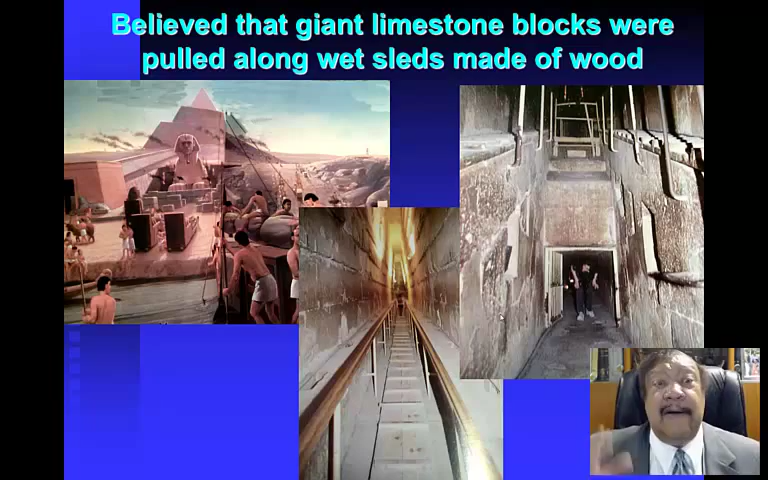 Believed that giant limestone blocks were
pulled along wet sleds made of wood